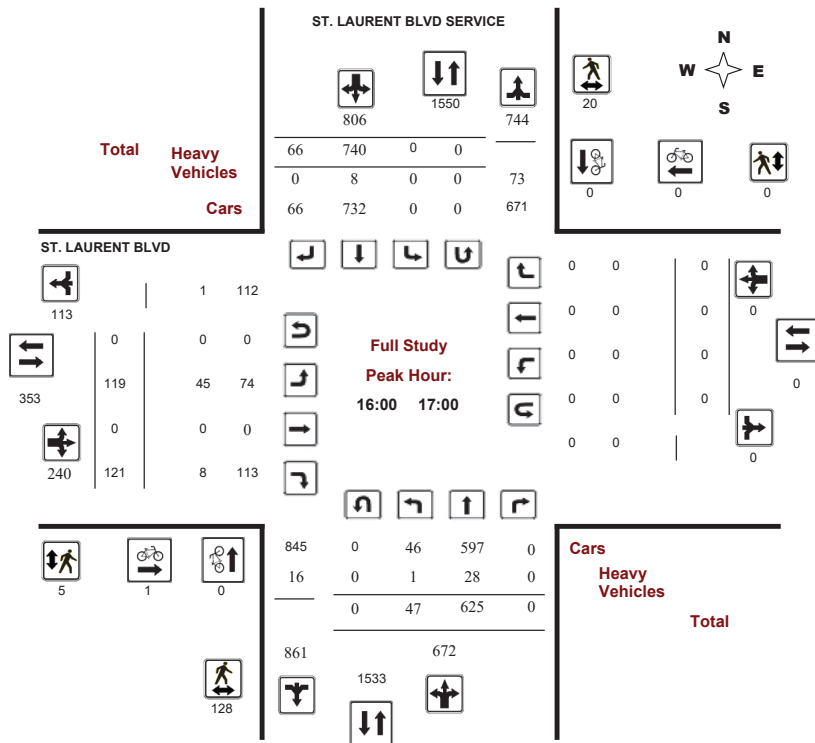 ST. LAURENT BLVD SERVICE
N
W E
S
1550
20
806 744
Total Heavy Vehicles 66 740 0 0
0 8 0 0 73
0 0 0
Cars 66 732 0 0 671
ST. LAURENT BLVD
0 0 0
1 112
113 0
0 0 0
0 0 0 Full Study 0 0 0
353 119 45 74 Peak Hour: 0 0 0
0
16:00 17:00 0 0 0
0 0 0
0 0
240 121 8 113 0
845 0 46 597 0 Cars
16 0 1 28 0 Heavy Vehicles
5 1 0
0 47 625 0
Total
861 672
1533
128